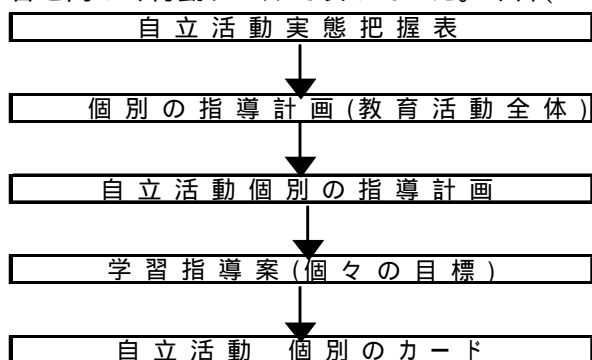 自立活動実態把握表
個別の指導計画(教育活動全体)
自立活動個別の指導計画
学習指導案(個々の目標)
自立活動 個別のカード